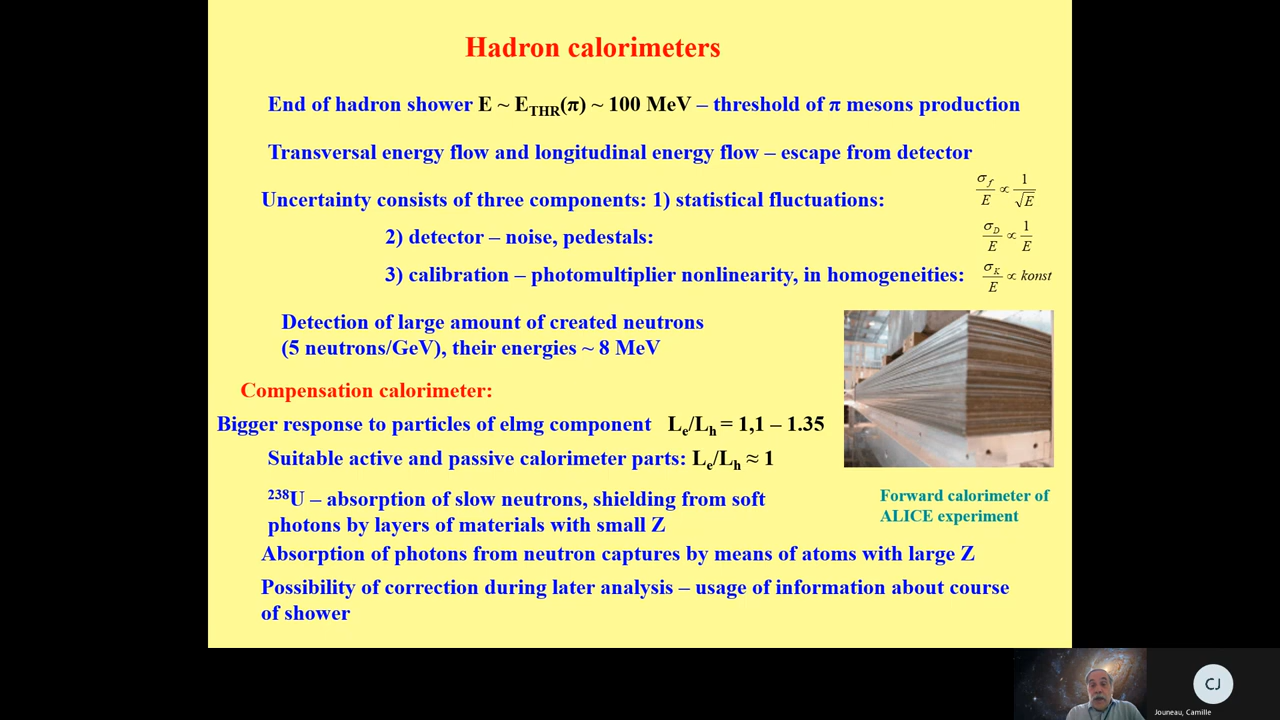 Hadron calorimeters
End of hadron shower E ~ E_THR(π) ~ 100 MeV – threshold of π mesons production
Transversal energy flow and longitudinal energy flow – escape from detector
Uncertainty consists of three components: 1) statistical fluctuations: σ_f/E ∝ 1/√E
2) detector – noise, pedestals: σ_D/E ∝ 1/E
3) calibration – photomultiplier nonlinearity, in homogeneities: σ_K/E ∝ konst
Detection of large amount of created neutrons
(5 neutrons/GeV), their energies ~ 8 MeV
Compensation calorimeter:
Bigger response to particles of elmg component L_e/L_h = 1,1 – 1.35
Suitable active and passive calorimeter parts: L_e/L_h ≈ 1
²³⁸U – absorption of slow neutrons, shielding from soft
photons by layers of materials with small Z
Forward calorimeter of
ALICE experiment
Absorption of photons from neutron captures by means of atoms with large Z
Possibility of correction during later analysis – usage of information about course
of shower
CJ
Jouneau, Camille